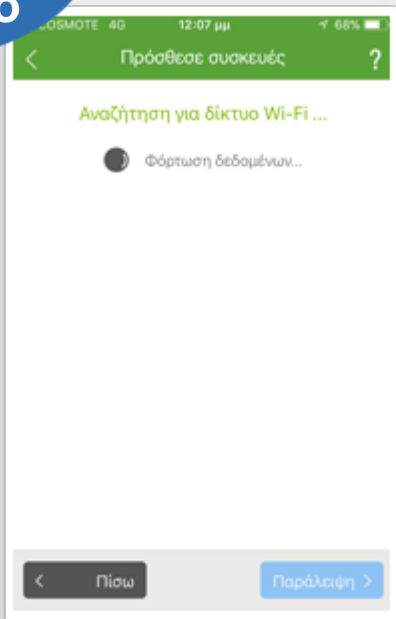 COSMOTE 4G 12:07 μμ 68%
Πρόσθεσε συσκευές ?
Αναζήτηση για δίκτυο Wi-Fi ...
Φόρτωση δεδομένων...
< Πίσω Παράλειψη >